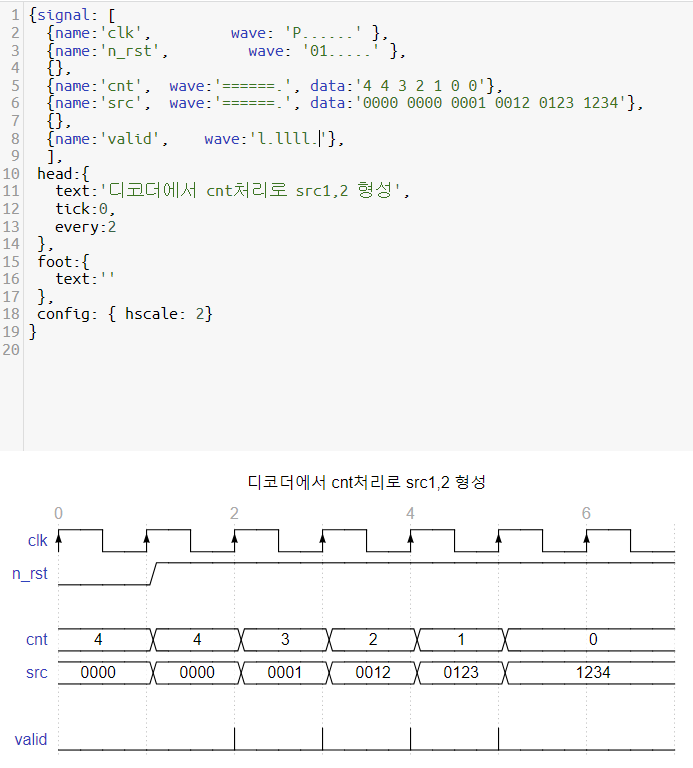 1 {signal: [
2 {name:'clk', wave: 'P......' },
3 {name:'n_rst', wave: '01.....' },
4 {},
5 {name:'cnt', wave:'======.', data:'4 4 3 2 1 0 0'},
6 {name:'src', wave:'======.', data:'0000 0000 0001 0012 0123 1234'},
7 {},
8 {name:'valid', wave:'l.llll.'},
9 ],
10 head:{
11 text:'디코더에서 cnt처리로 src1,2 형성',
12 tick:0,
13 every:2
14 },
15 foot:{
16 text:''
17 },
18 config: { hscale: 2}
19 }
20
디코더에서 cnt처리로 src1,2 형성
0 2 4 6
clk
n_rst
cnt 4 4 3 2 1 0
src 0000 0000 0001 0012 0123 1234
valid